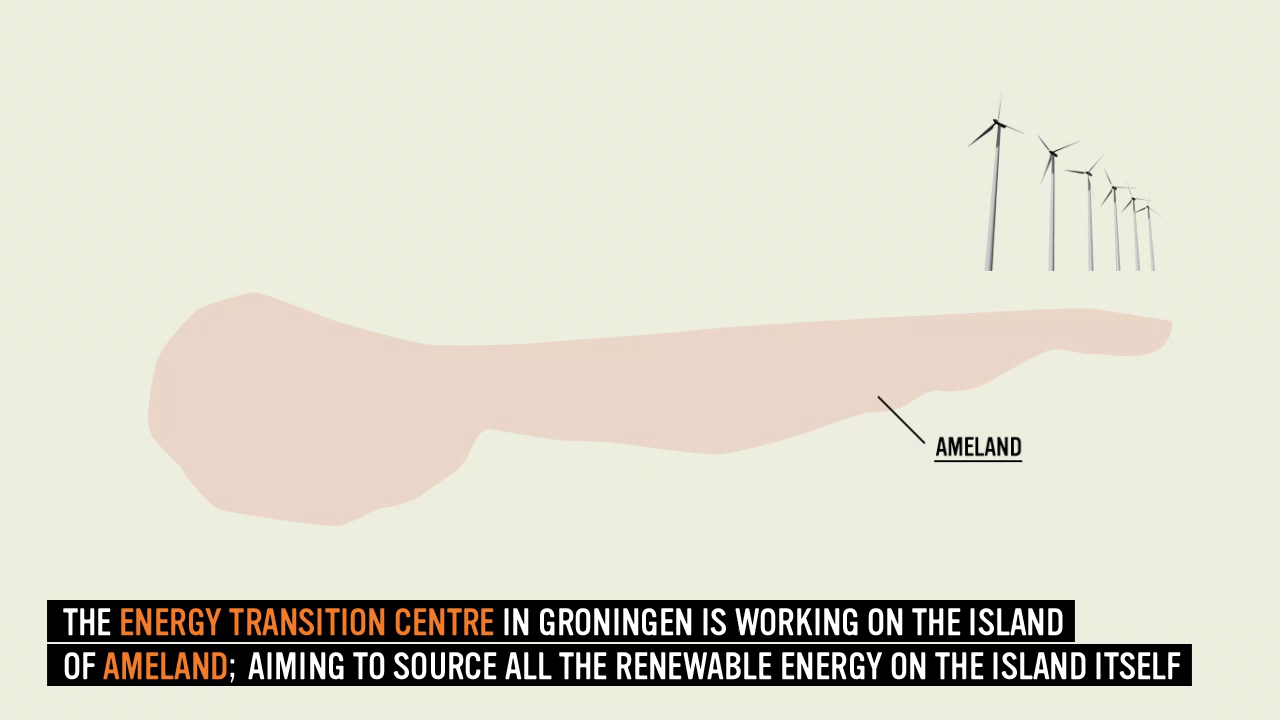 AMELAND
THE ENERGY TRANSITION CENTRE IN GRONINGEN IS WORKING ON THE ISLAND
OF AMELAND; AIMING TO SOURCE ALL THE RENEWABLE ENERGY ON THE ISLAND ITSELF